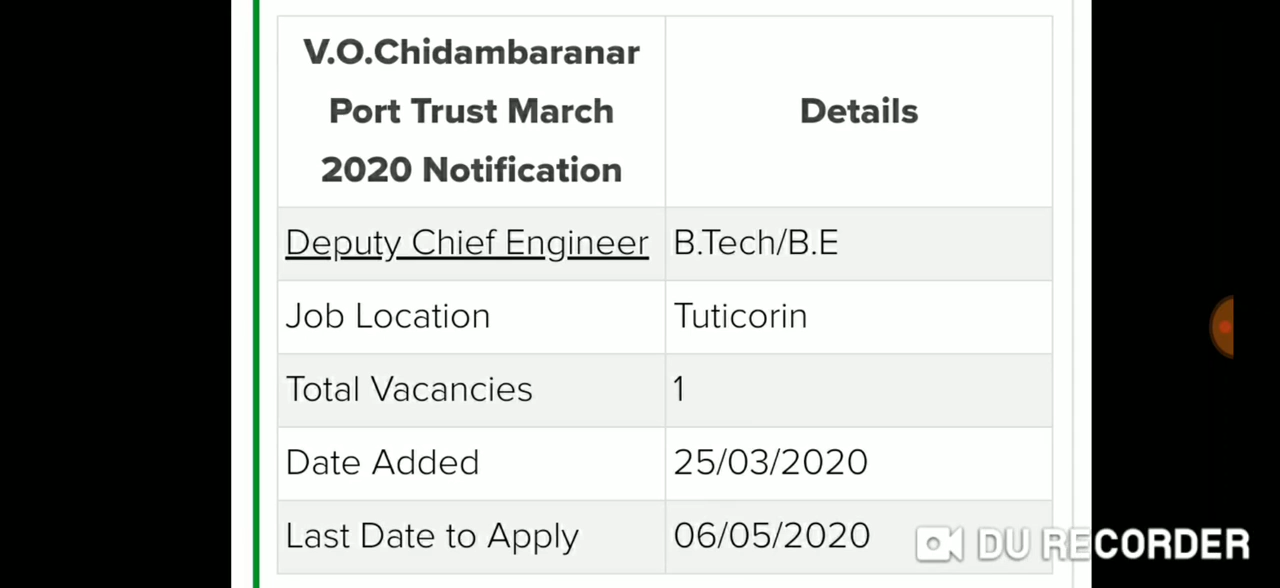 V.O.Chidambaranar
Port Trust March
2020 Notification
Details
Deputy Chief Engineer
B.Tech/B.E
Job Location
Tuticorin
Total Vacancies
1
Date Added
25/03/2020
Last Date to Apply
06/05/2020
DU RECORDER